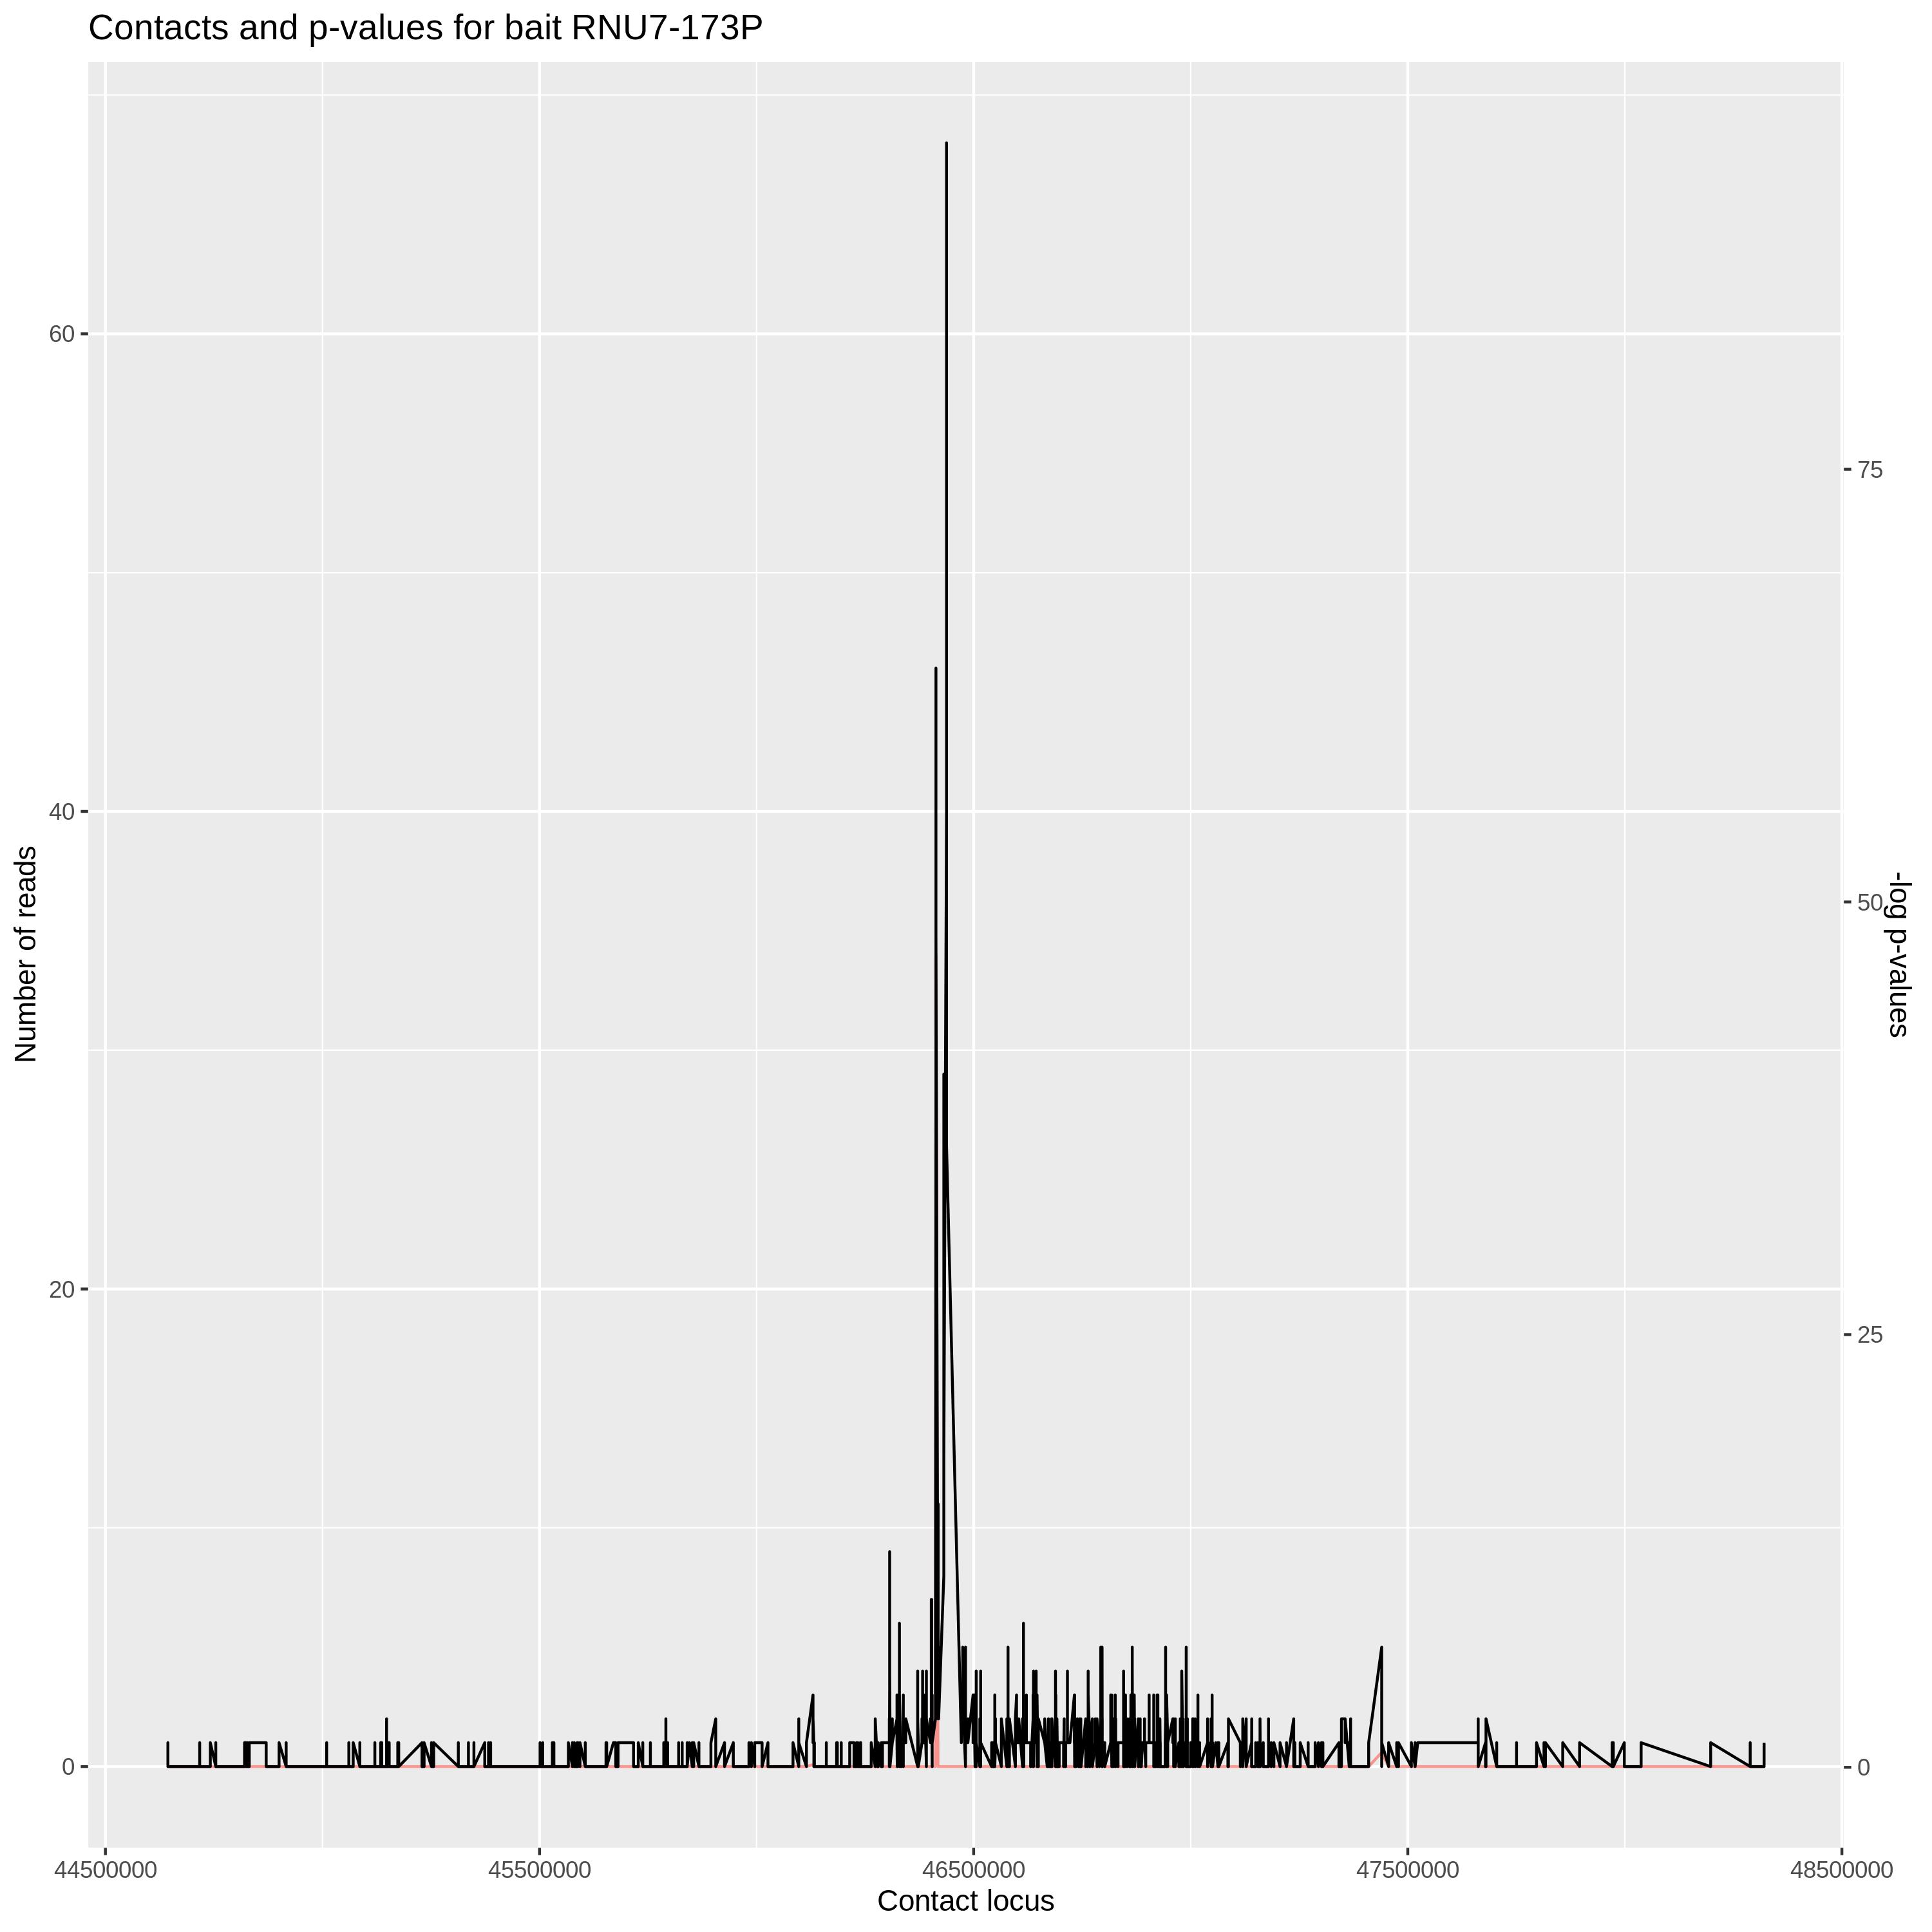 Contacts and p-values for bait RNU7-173P
Number of reads
60
40
20
0
75
50
25
0
-log p-values
44500000 45500000 46500000 47500000 48500000
Contact locus